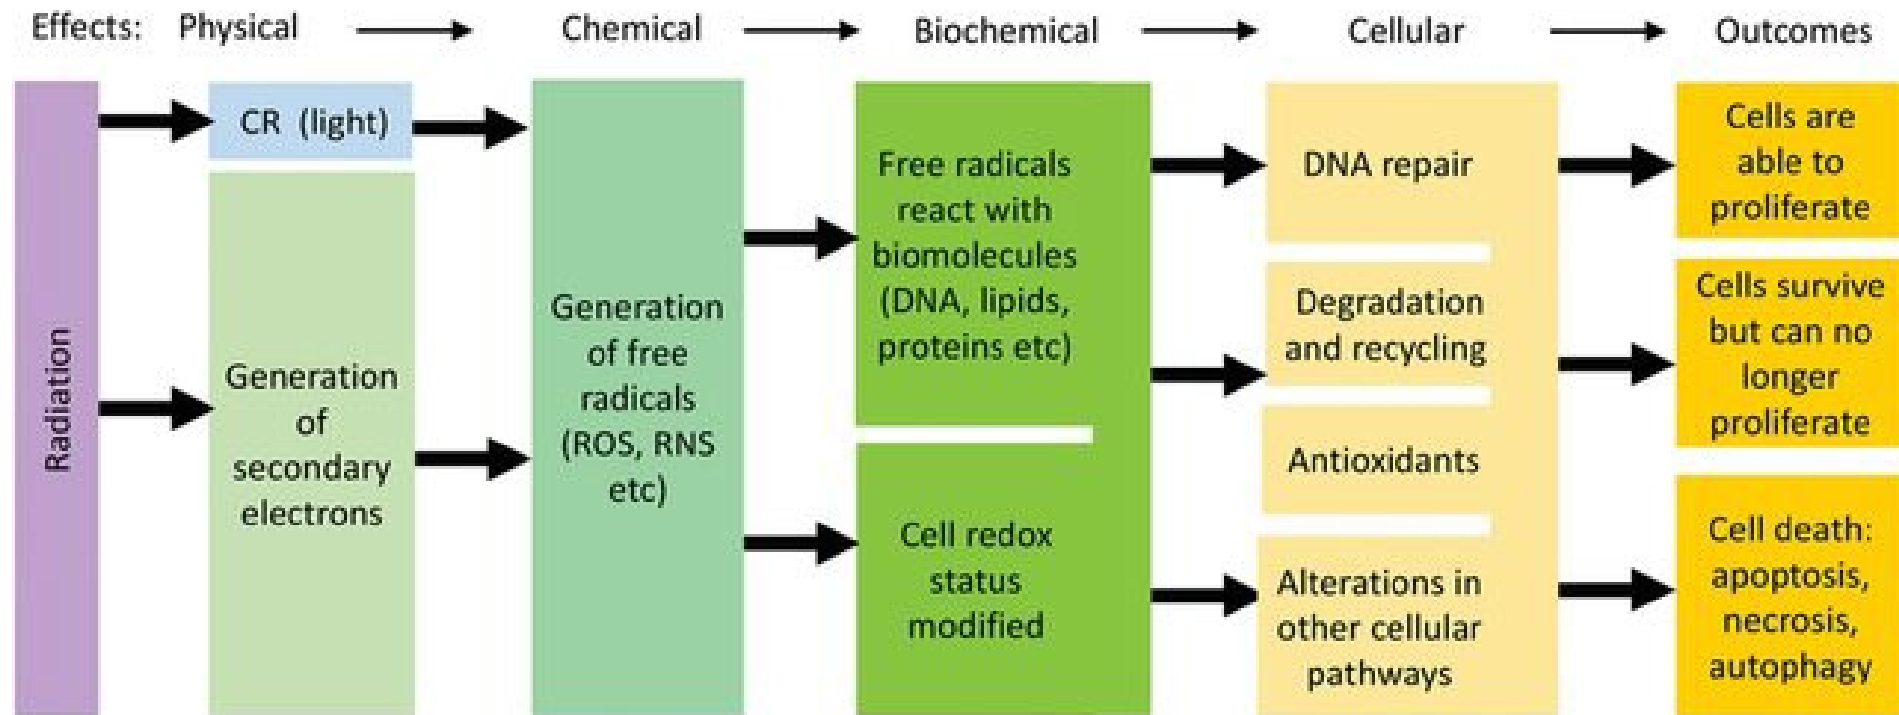 Effects: Physical Chemical Biochemical Cellular Outcomes
Radiation
CR (light)
Generation
of
secondary
electrons
Generation
of free
radicals
(ROS, RNS
etc)
Free radicals
react with
biomolecules
(DNA, lipids,
proteins etc)
Cell redox
status
modified
DNA repair
Degradation
and recycling
Antioxidants
Alterations in
other cellular
pathways
Cells are
able to
proliferate
Cells survive
but can no
longer
proliferate
Cell death:
apoptosis,
necrosis,
autophagy